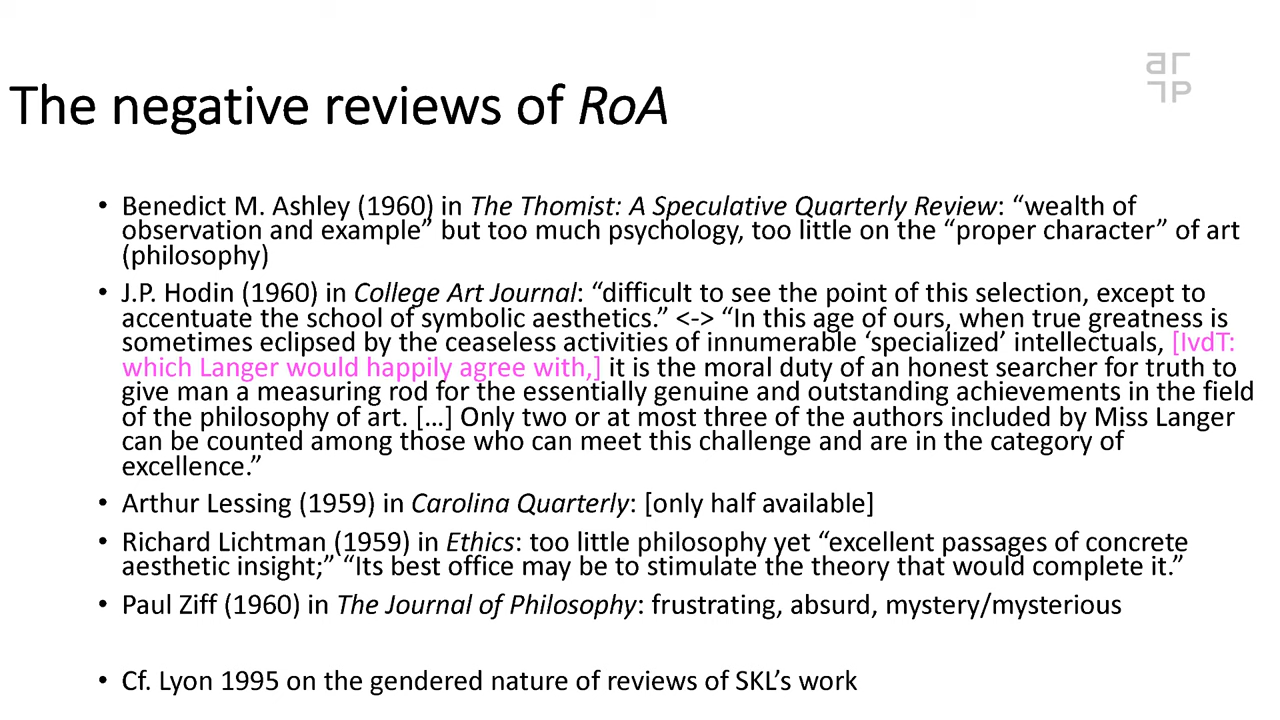 ar
rp
The negative reviews of RoA
• Benedict M. Ashley (1960) in The Thomist: A Speculative Quarterly Review: “wealth of
observation and example” but too much psychology, too little on the “proper character” of art
(philosophy)
• J.P. Hodin (1960) in College Art Journal: “difficult to see the point of this selection, except to
accentuate the school of symbolic aesthetics.” <-> “In this age of ours, when true greatness is
sometimes eclipsed by the ceaseless activities of innumerable ‘specialized’ intellectuals, [IvdT:
which Langer would happily agree with,] it is the moral duty of an honest searcher for truth to
give man a measuring rod for the essentially genuine and outstanding achievements in the field
of the philosophy of art. […] Only two or at most three of the authors included by Miss Langer
can be counted among those who can meet this challenge and are in the category of
excellence.”
• Arthur Lessing (1959) in Carolina Quarterly: [only half available]
• Richard Lichtman (1959) in Ethics: too little philosophy yet “excellent passages of concrete
aesthetic insight;” “Its best office may be to stimulate the theory that would complete it.”
• Paul Ziff (1960) in The Journal of Philosophy: frustrating, absurd, mystery/mysterious
• Cf. Lyon 1995 on the gendered nature of reviews of SKL’s work